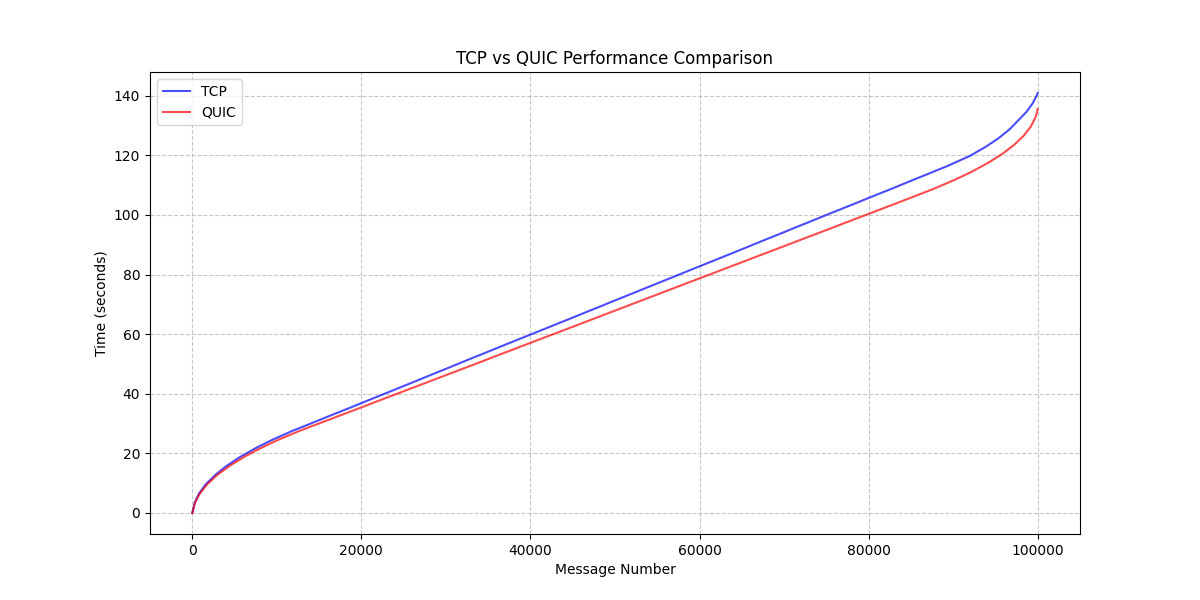 TCP vs QUIC Performance Comparison
TCP
QUIC
140
120
100
80
60
40
20
0
Time (seconds)
0 20000 40000 60000 80000 100000
Message Number